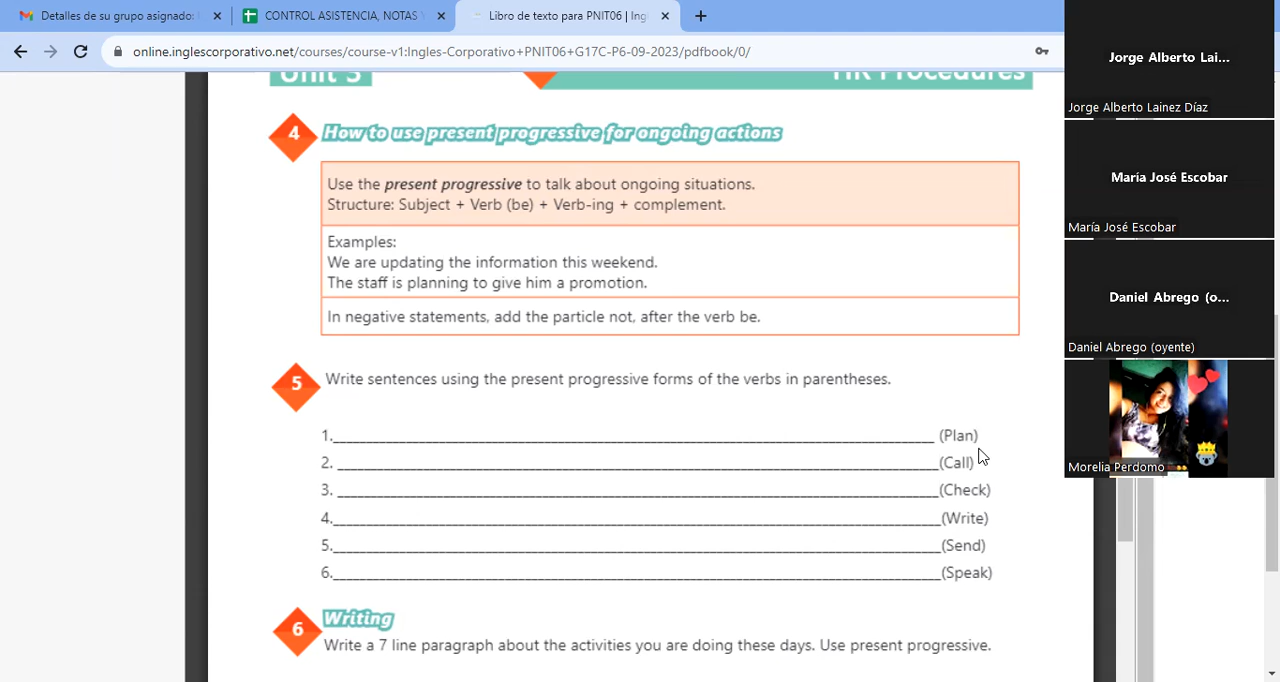 Detalles de su grupo asignado:
CONTROL ASISTENCIA, NOTAS
Libro de texto para PNIT06 | Ing
online.inglescorporativo.net/courses/course-v1:Ingles-Corporativo+PNIT06+G17C-P6-09-2023/pdfbook/0/
Unit 3
HR Procedures
4 How to use present progressive for ongoing actions
Use the present progressive to talk about ongoing situations.
Structure: Subject + Verb (be) + Verb-ing + complement.
Examples:
We are updating the information this weekend.
The staff is planning to give him a promotion.
In negative statements, add the particle not, after the verb be.
5 Write sentences using the present progressive forms of the verbs in parentheses.
1. (Plan)
2. (Call)
3. (Check)
4. (Write)
5. (Send)
6. (Speak)
6 Writing
Write a 7 line paragraph about the activities you are doing these days. Use present progressive.
Jorge Alberto Lai...
Jorge Alberto Lainez Díaz
María José Escobar
María José Escobar
Daniel Abrego (o...
Daniel Abrego (oyente)
Morelia Perdomo